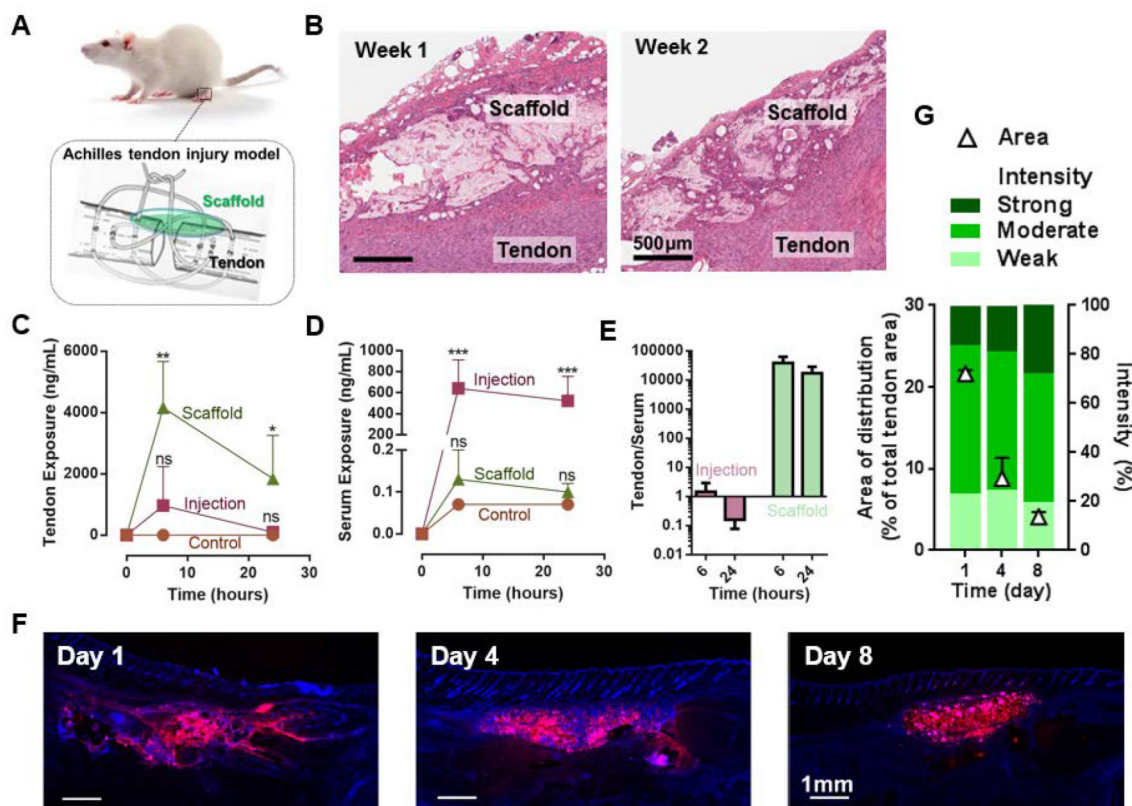 A
Achilles tendon injury model
Scaffold
Tendon
B
Week 1
Scaffold
Tendon
Week 2
Scaffold
500μm
Tendon
C
Tendon Exposure (ng/mL)
6000
4000
2000
0
**
Scaffold
*
ns
Injection
ns
Control
0 10 20 30
Time (hours)
D
Serum Exposure (ng/mL)
1000
800
600
400
200
0.2
0.1
0.0
***
Injection
***
ns
Scaffold
ns
Control
0 10 20 30
Time (hours)
E
Tendon/Serum
100000
10000
1000
100
10
1
0.1
0.01
Injection
Scaffold
6 24 6 24
Time (hours)
G
Area
Intensity
Strong
Moderate
Weak
Area of distribution
(% of total tendon area)
30
20
10
0
100
80
60
40
20
0
Intensity (%)
1 4 8
Time (day)
F
Day 1
Day 4
Day 8
1mm